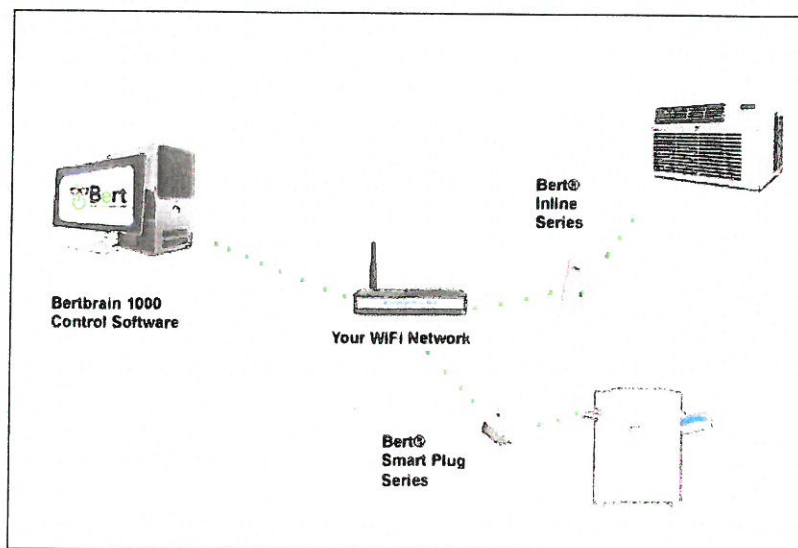 Bert
Bertbrain 1000
Control Software
Your WiFi Network
Bert®
Inline
Series
Bert®
Smart Plug
Series